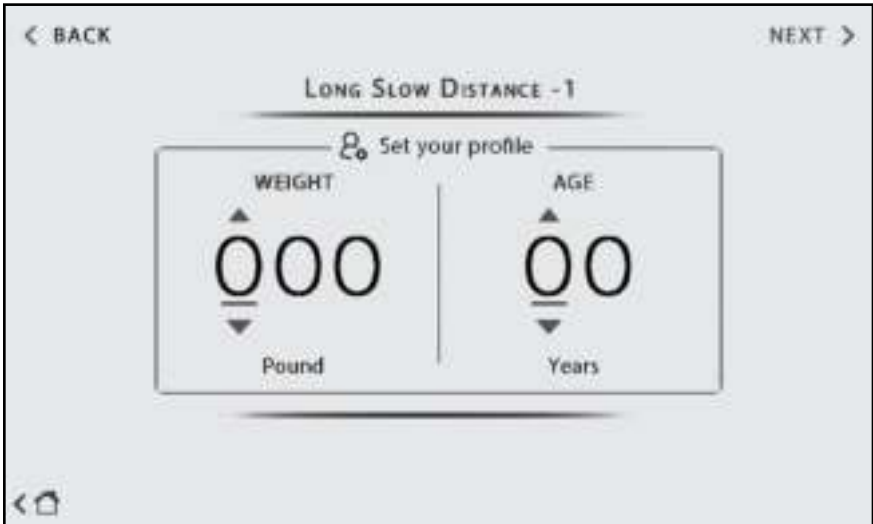 BACK
NEXT
Long Slow Distance -1
Set your profile
WEIGHT
AGE
000
00
Pound
Years